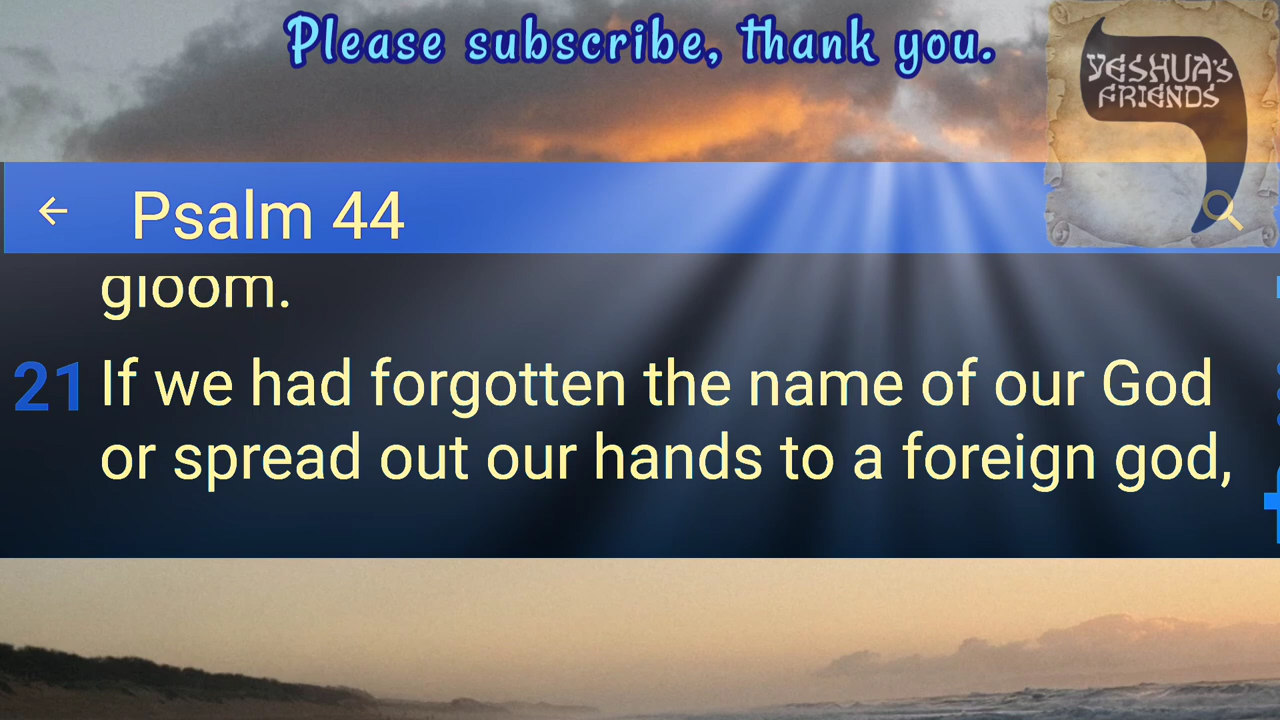 Please subscribe, thank you.
YESHUA'S
FRIENDS
Psalm 44
gloom.
21 If we had forgotten the name of our God
or spread out our hands to a foreign god,